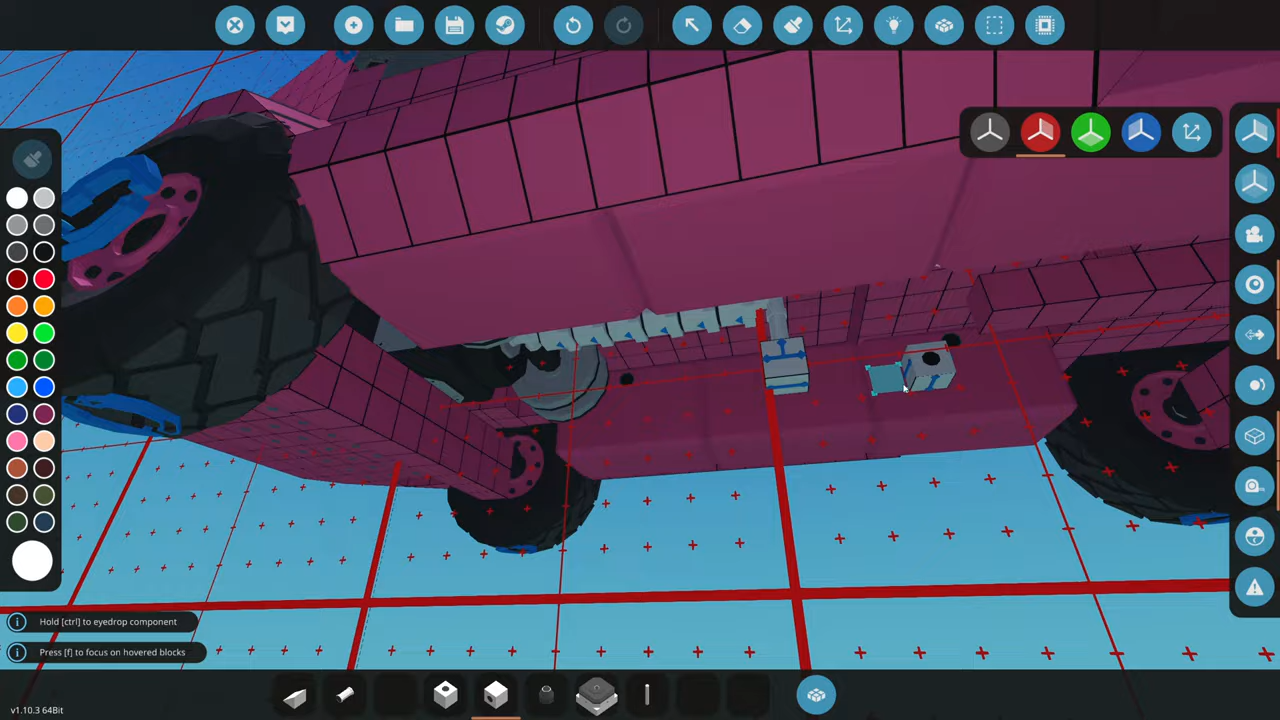 Hold [ctrl] to eyedrop component
Press [f] to focus on hovered blocks
v1.10.3 64Bit